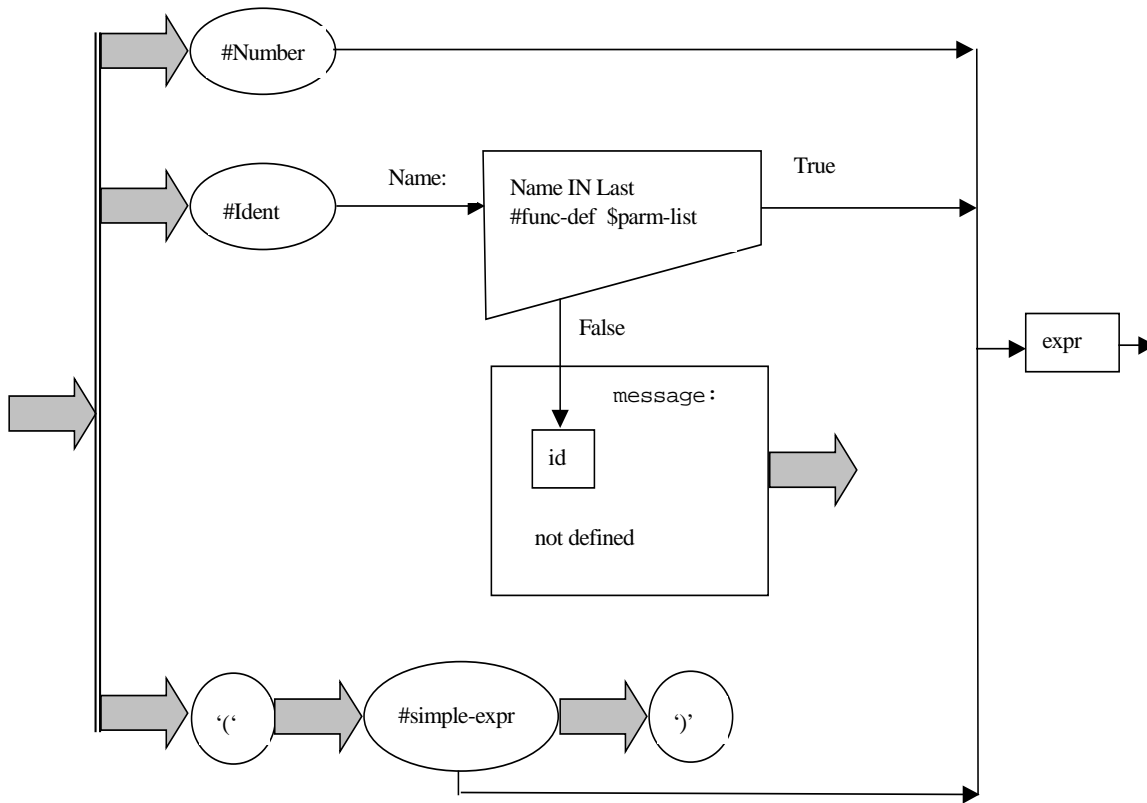 #Number
#Ident
Name:
Name IN Last
#func-def $parm-list
True
False
message:
id
not defined
expr
‘(‘
#simple-expr
‘)’